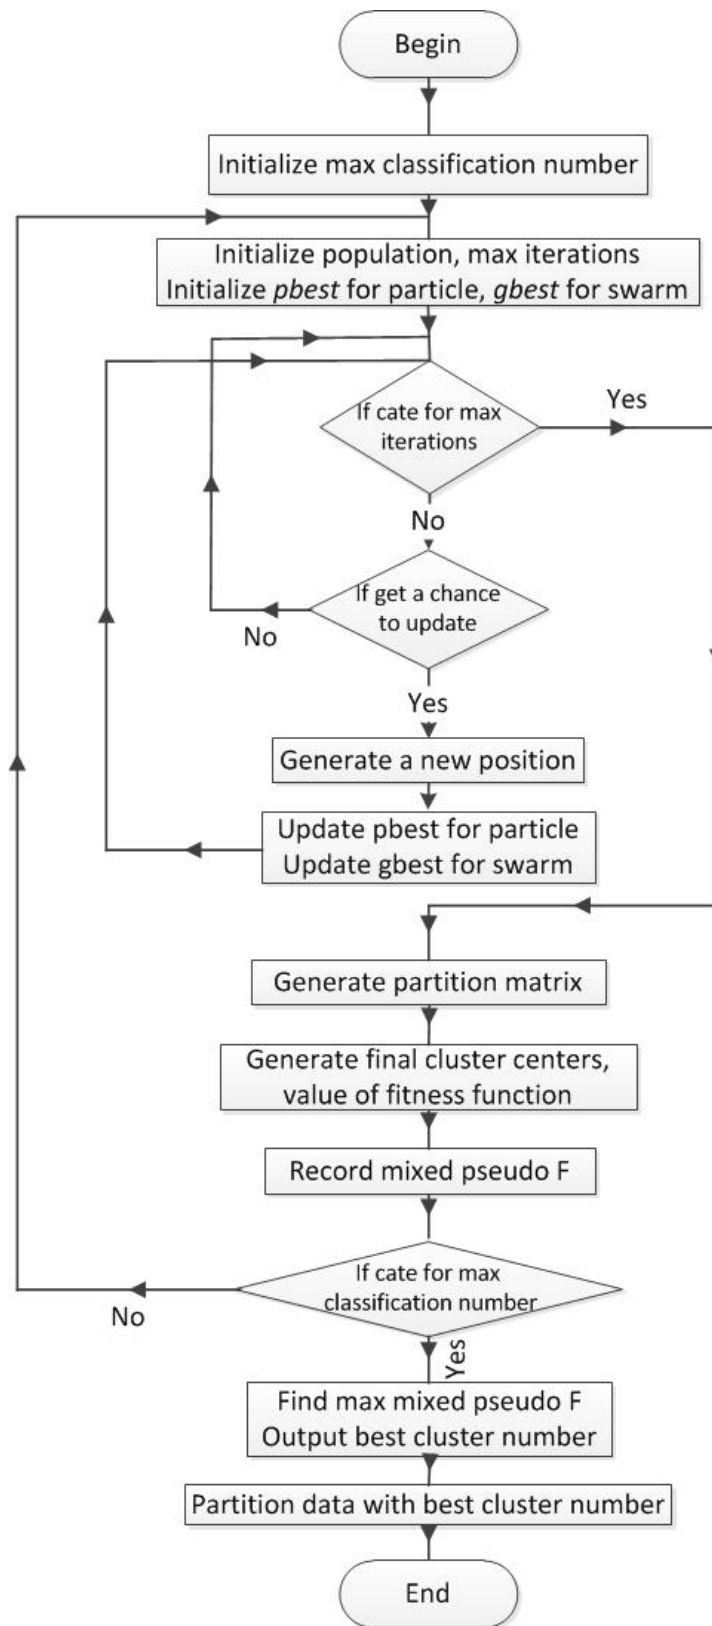 Begin
Initialize max classification number
Initialize population, max iterations
Initialize pbest for particle, gbest for swarm
If cate for max
iterations
Yes
No
If get a chance
to update
No
Yes
Generate a new position
Update pbest for particle
Update gbest for swarm
Generate partition matrix
Generate final cluster centers,
value of fitness function
Record mixed pseudo F
If cate for max
classification number
No
Yes
Find max mixed pseudo F
Output best cluster number
Partition data with best cluster number
End